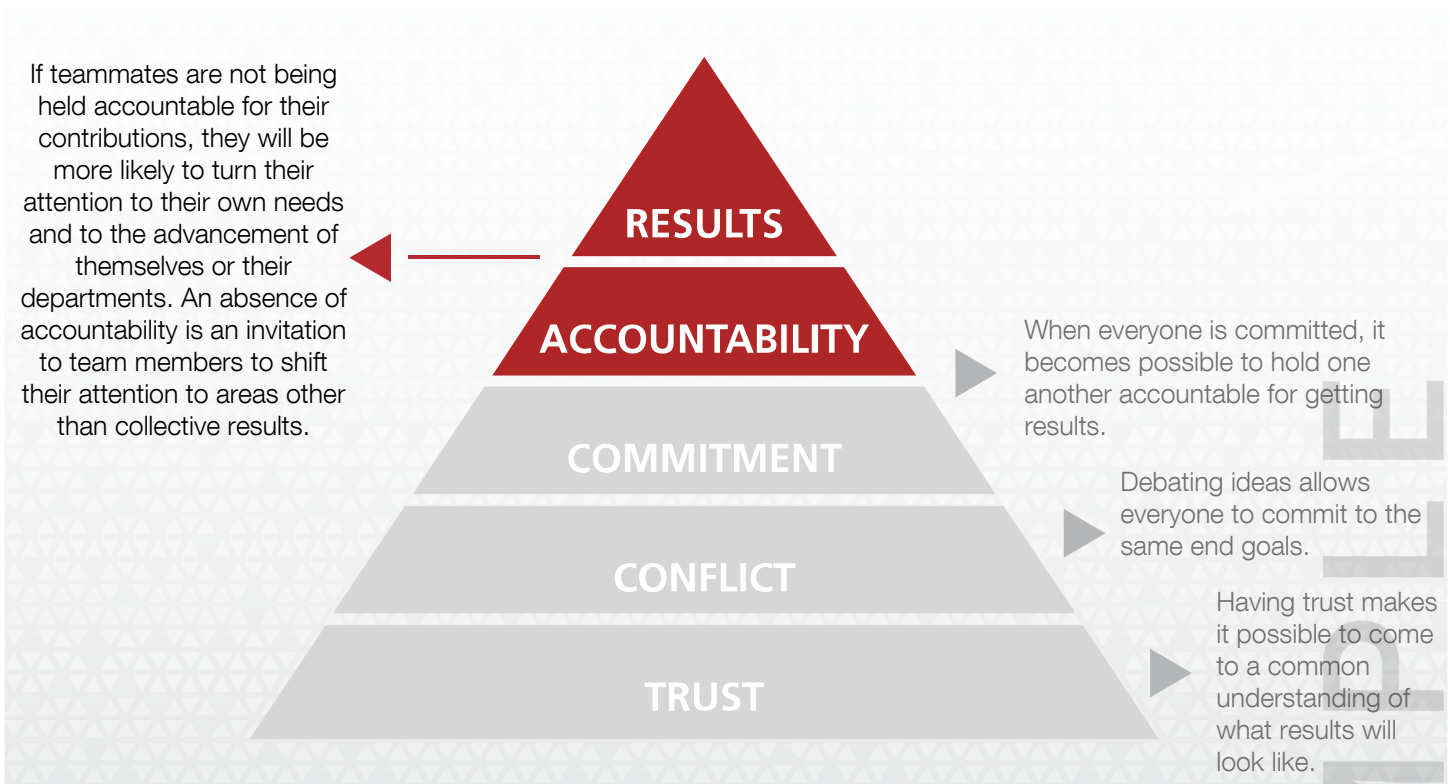 If teammates are not being
held accountable for their
contributions, they will be
more likely to turn their
attention to their own needs
and to the advancement of
themselves or their
departments. An absence of
accountability is an invitation
to team members to shift
their attention to areas other
than collective results.
RESULTS
ACCOUNTABILITY
COMMITMENT
CONFLICT
TRUST
When everyone is committed, it
becomes possible to hold one
another accountable for getting
results.
Debating ideas allows
everyone to commit to the
same end goals.
Having trust makes
it possible to come
to a common
understanding of
what results will
look like.
PLE